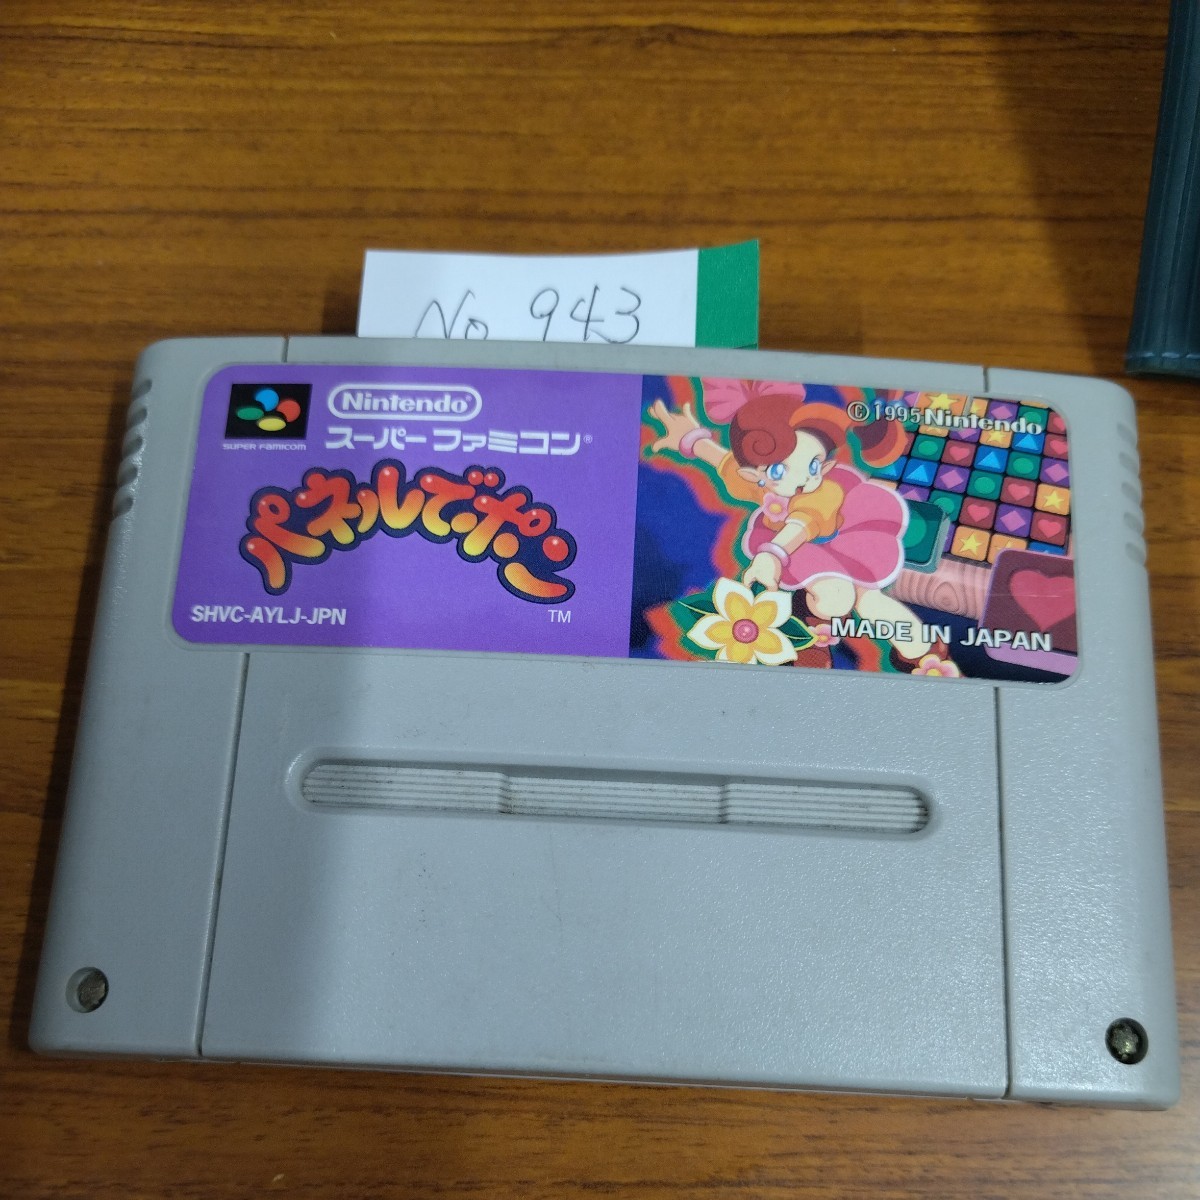 No 943
Nintendo
SUPER FAMICOM
スーパーファミコン®
パネルでポン
TM
SHVC-AYLJ-JPN
© 1995 Nintendo
MADE IN JAPAN